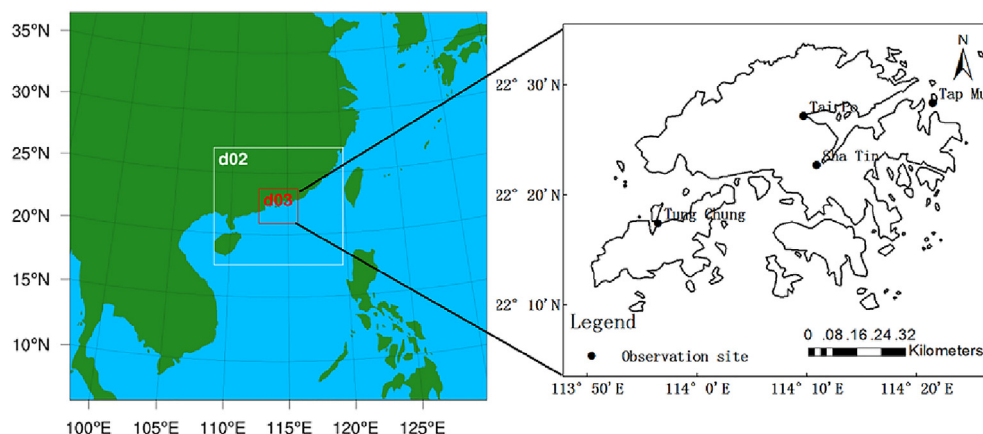 35°N
30°N
25°N
20°N
15°N
10°N
100°E 105°E 110°E 115°E 120°E 125°E
d02
d03
22° 30'N
22° 20'N
22° 10'N
113° 50'E 114° 0'E 114° 10'E 114° 20'E
N
Tap Mu
Tai Po
Sha Tin
Tung Chung
Legend
Observation site
0 .08.16.24.32
Kilometers